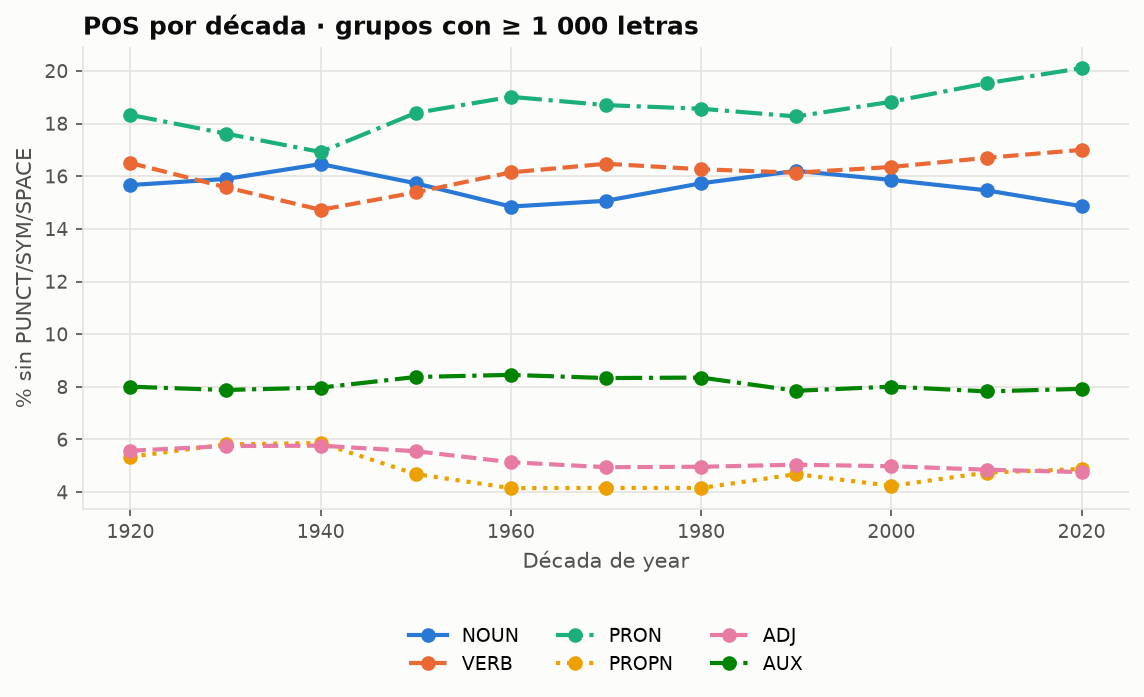 POS por década · grupos con ≥ 1 000 letras
% sin PUNCT/SYM/SPACE
20
18
16
14
12
10
8
6
4
1920 1940 1960 1980 2000 2020
Década de year
NOUN PRON ADJ
VERB PROPN AUX